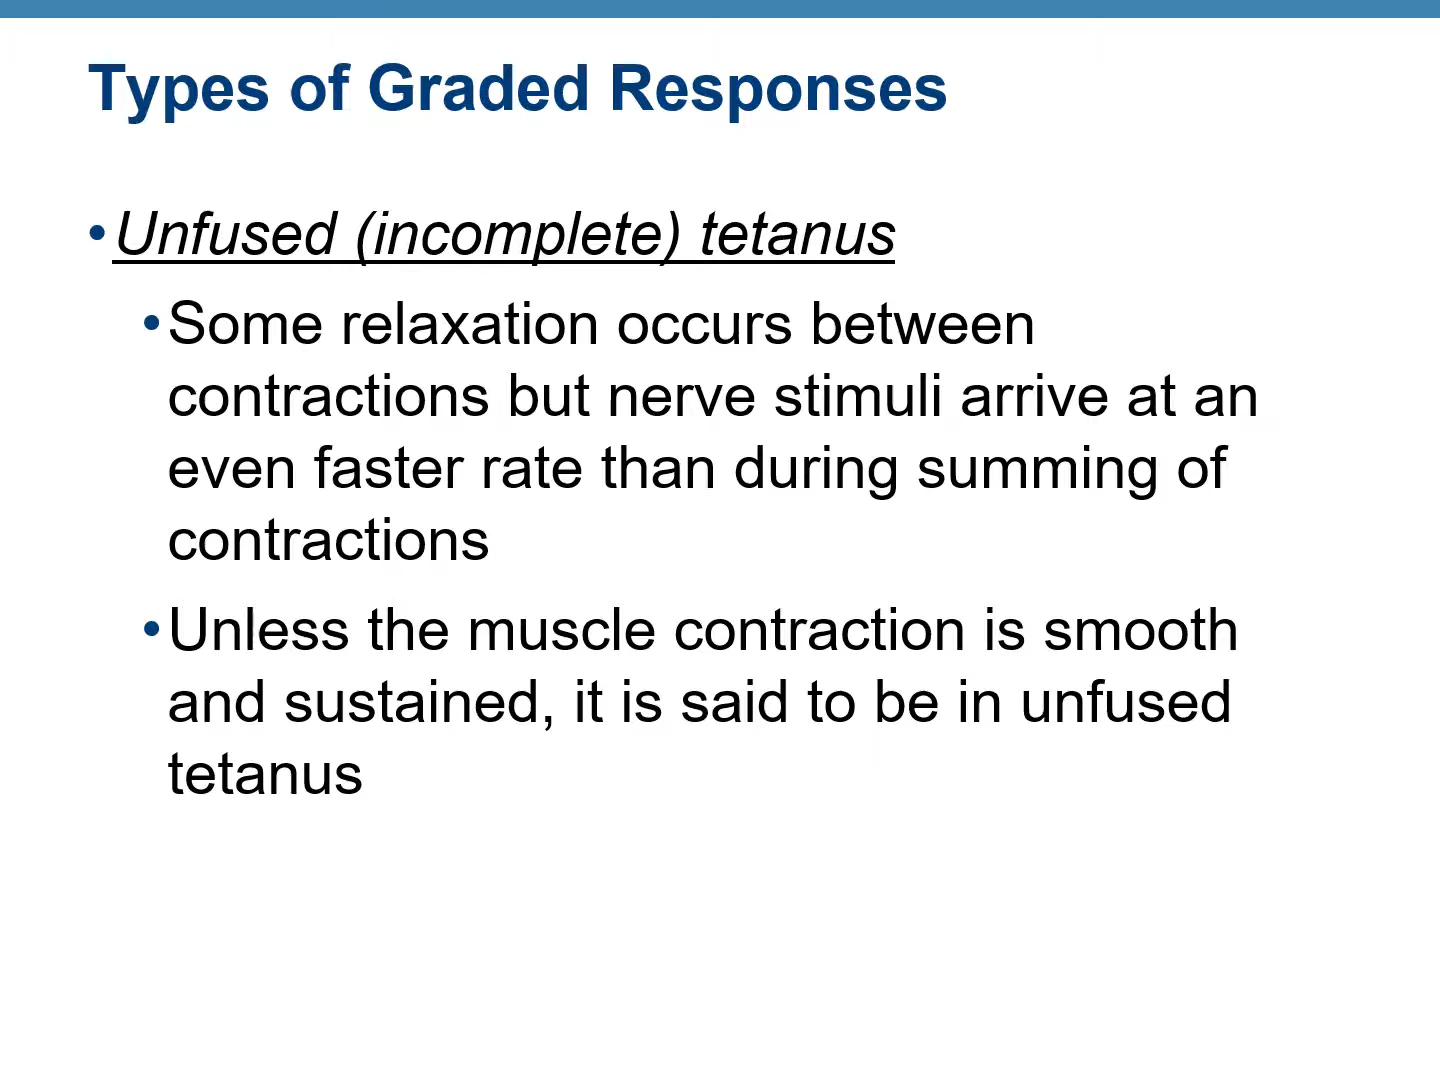 Types of Graded Responses
•Unfused (incomplete) tetanus
•Some relaxation occurs between
contractions but nerve stimuli arrive at an
even faster rate than during summing of
contractions
•Unless the muscle contraction is smooth
and sustained, it is said to be in unfused
tetanus